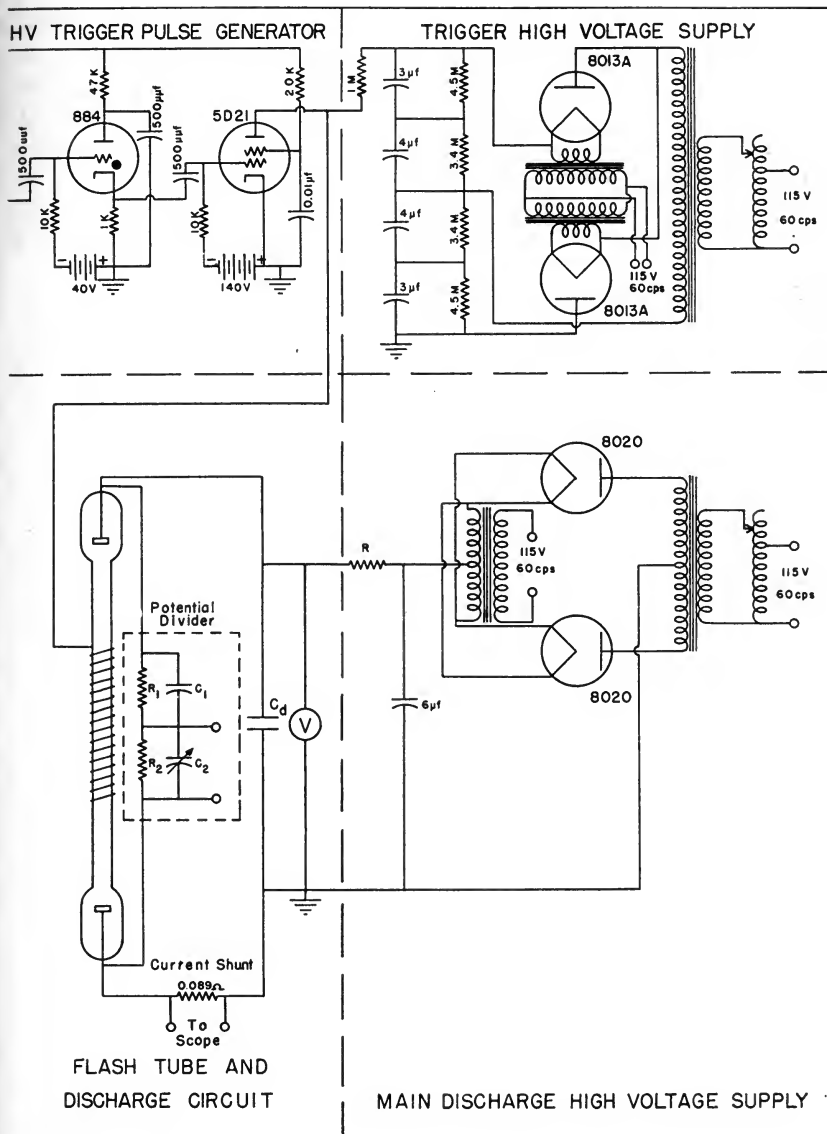 HV TRIGGER PULSE GENERATOR
47K
20K
884
5D21
500μμf
500uuf
500μμf
0.01μf
10K
1K
10K
- +
40V
- +
140V
TRIGGER HIGH VOLTAGE SUPPLY
8013A
1M
3μf
4.5M
4μf
3.4M
4μf
3.4M
3μf
4.5M
115V
60cps
8013A
115V
60cps
8020
R
115V
60cps
115V
60cps
8020
6μf
Potential
Divider
R1
C1
R2
C2
Cd
V
Current Shunt
0.089Ω
To
Scope
FLASH TUBE AND
DISCHARGE CIRCUIT
MAIN DISCHARGE HIGH VOLTAGE SUPPLY